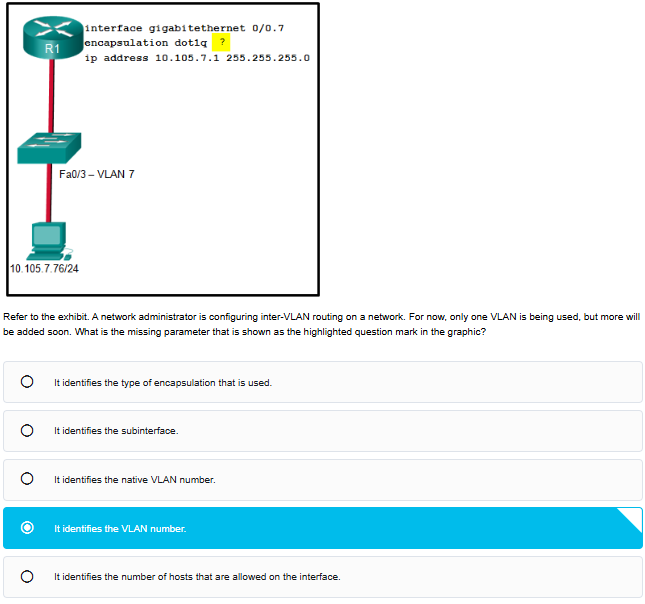 interface gigabitethernet 0/0.7
encapsulation dot1q ?
ip address 10.105.7.1 255.255.255.0
R1
Fa0/3 – VLAN 7
10.105.7.76/24
Refer to the exhibit. A network administrator is configuring inter-VLAN routing on a network. For now, only one VLAN is being used, but more will
be added soon. What is the missing parameter that is shown as the highlighted question mark in the graphic?
It identifies the type of encapsulation that is used.
It identifies the subinterface.
It identifies the native VLAN number.
It identifies the VLAN number.
It identifies the number of hosts that are allowed on the interface.